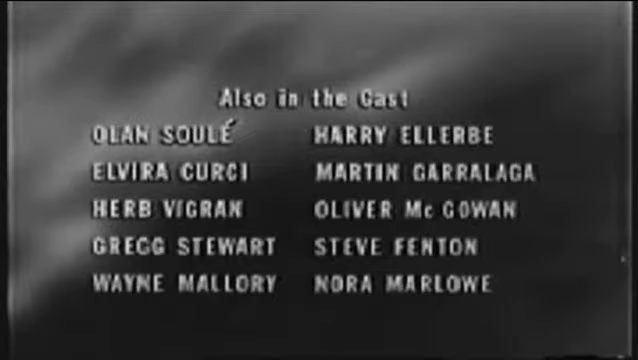 Also in the Cast
OLAN SOULÉ HARRY ELLERBE
ELVIRA CURCI MARTIN GARRALAGA
HERB VIGRAN OLIVER Mc GOWAN
GREGG STEWART STEVE FENTON
WAYNE MALLORY NORA MARLOWE